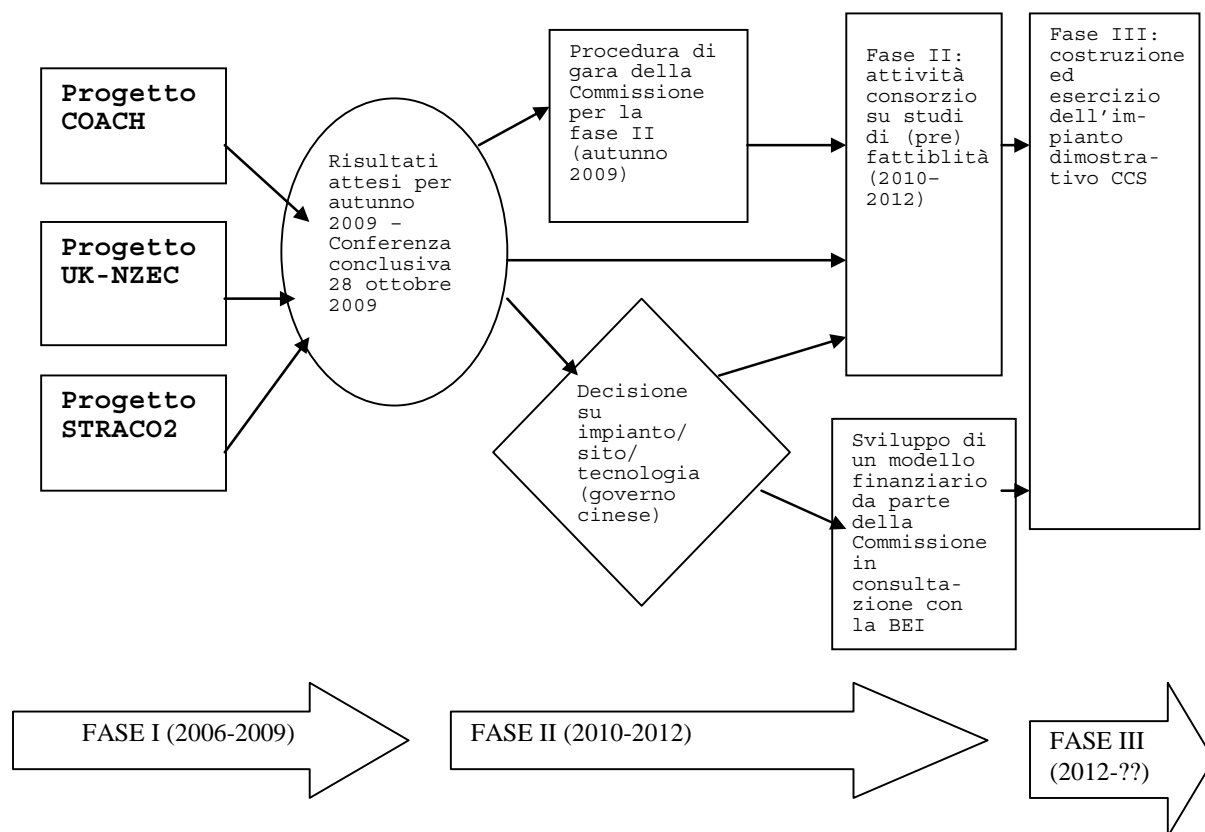 Progetto
COACH
Progetto
UK-NZEC
Progetto
STRACO2
Risultati
attesi per
autunno
2009 –
Conferenza
conclusiva
28 ottobre
2009
Procedura di
gara della
Commissione
per la
fase II
(autunno
2009)
Decisione
su
impianto/
sito/
tecnologia
(governo
cinese)
Fase II:
attività
consorzio
su studi
di (pre)
fattiblità
(2010–
2012)
Sviluppo di
un modello
finanziario
da parte
della
Commissione
in
consulta-
zione con
la BEI
Fase III:
costruzione
ed
esercizio
dell'im-
pianto
dimostra-
tivo CCS
FASE I (2006-2009)
FASE II (2010-2012)
FASE III
(2012-??)